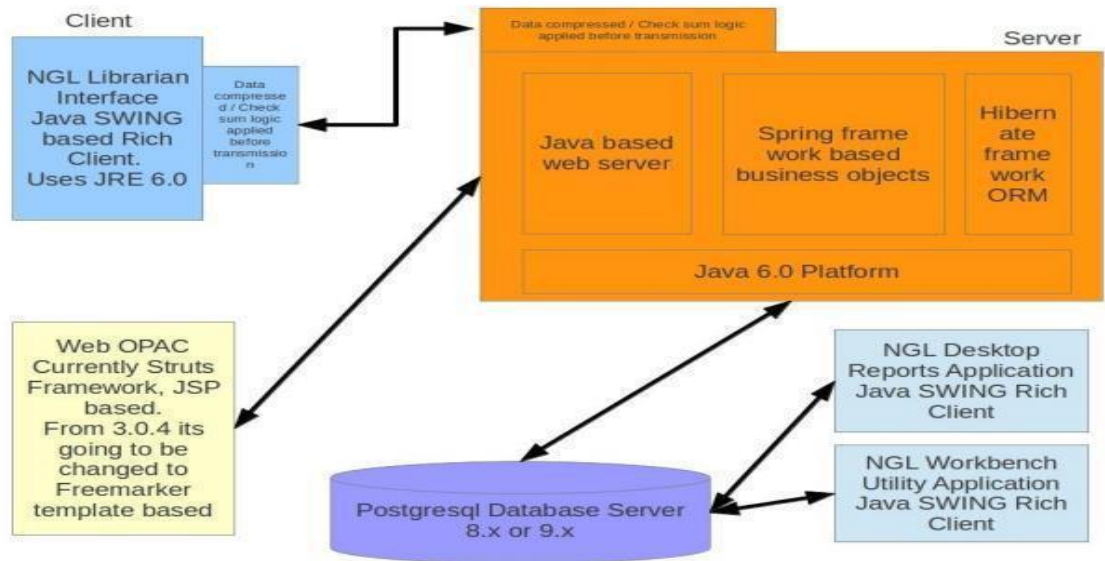 Client
NGL Librarian
Interface
Java SWING
based Rich
Client.
Uses JRE 6.0
Data
compresse
d / Check
sum logic
applied
before
transmissio
n
Data compressed / Check sum logic
applied before transmission
Server
Java based
web server
Spring frame
work based
business objects
Hibern
ate
frame
work
ORM
Java 6.0 Platform
Web OPAC
Currently Struts
Framework, JSP
based.
From 3.0.4 its
going to be
changed to
Freemarker
template based
Postgresql Database Server
8.x or 9.x
NGL Desktop
Reports Application
Java SWING Rich
Client
NGL Workbench
Utility Application
Java SWING Rich
Client